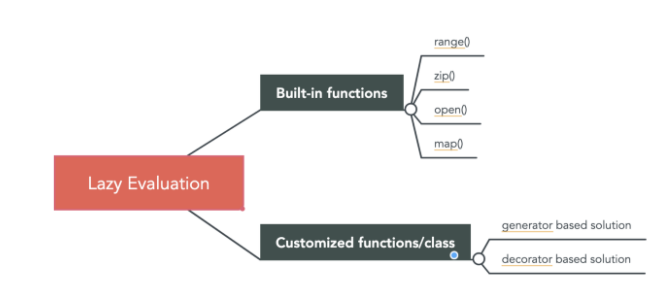 range()
zip()
Built-in functions
open()
map()
Lazy Evaluation
generator based solution
Customized functions/class
decorator based solution